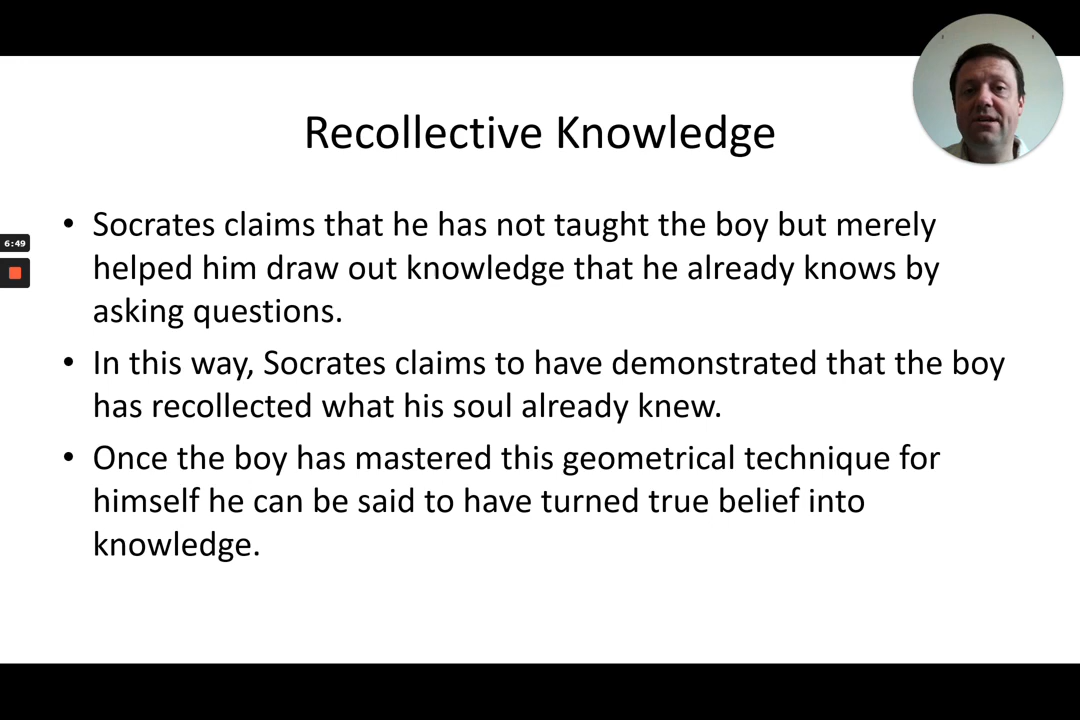 Recollective Knowledge
• Socrates claims that he has not taught the boy but merely
helped him draw out knowledge that he already knows by
asking questions.
6:49
• In this way, Socrates claims to have demonstrated that the boy
has recollected what his soul already knew.
• Once the boy has mastered this geometrical technique for
himself he can be said to have turned true belief into
knowledge.